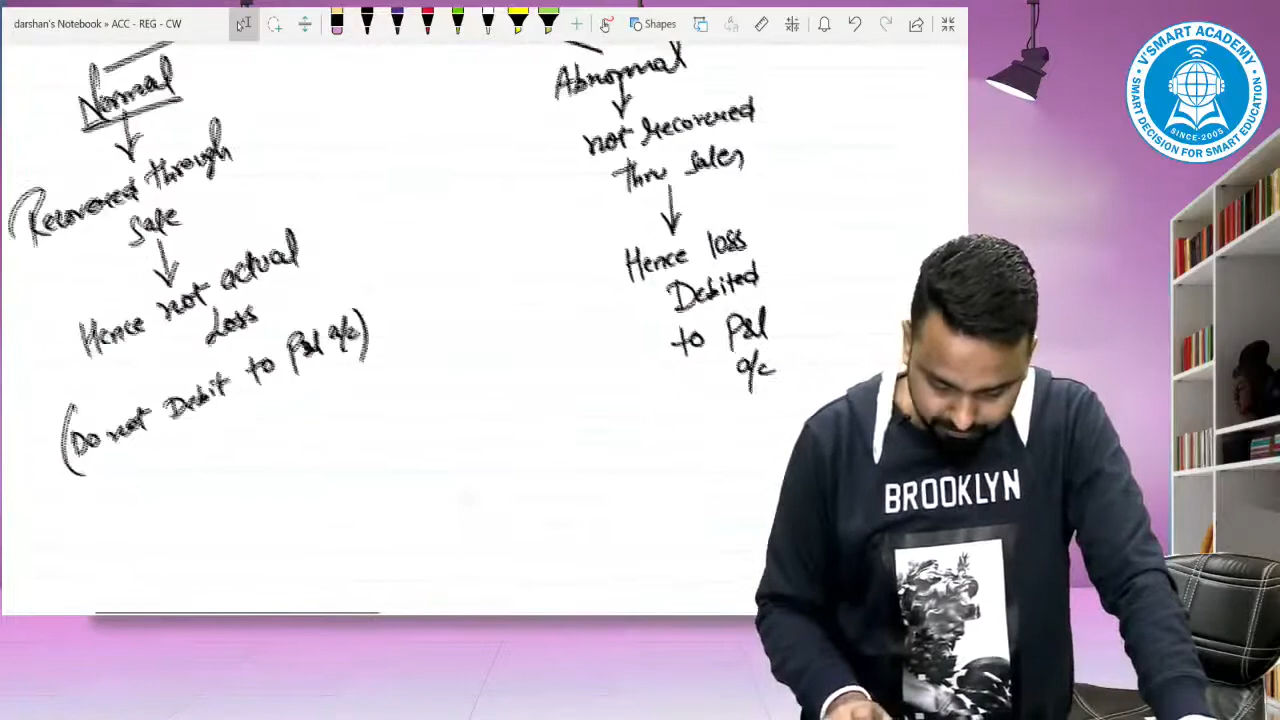 darshan's Notebook » ACC - REG - CW
Shapes
Normal
Recovered through
Sale
Hence not actual
Loss
(Do not Debit to P&L a/c)
Abnormal
not recovered
thru sales
Hence loss
Debited
to P&L
a/c
V'SMART ACADEMY
SINCE-2005
SMART DECISION FOR SMART EDUCATION
BROOKLYN